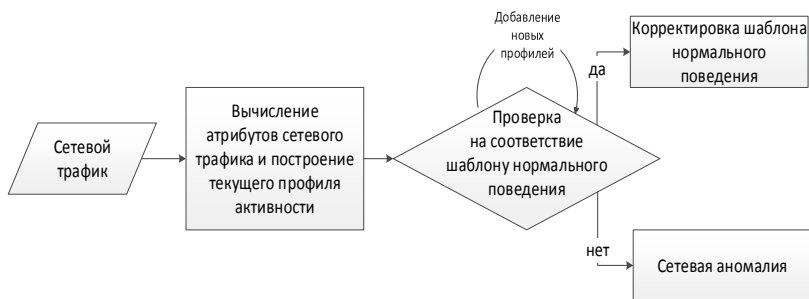 Сетевой
трафик
Вычисление
атрибутов сетевого
трафика и построение
текущего профиля
активности
Добавление
новых
профилей
Проверка
на соответствие
шаблону нормального
поведения
да
Корректировка шаблона
нормального
поведения
нет
Сетевая аномалия